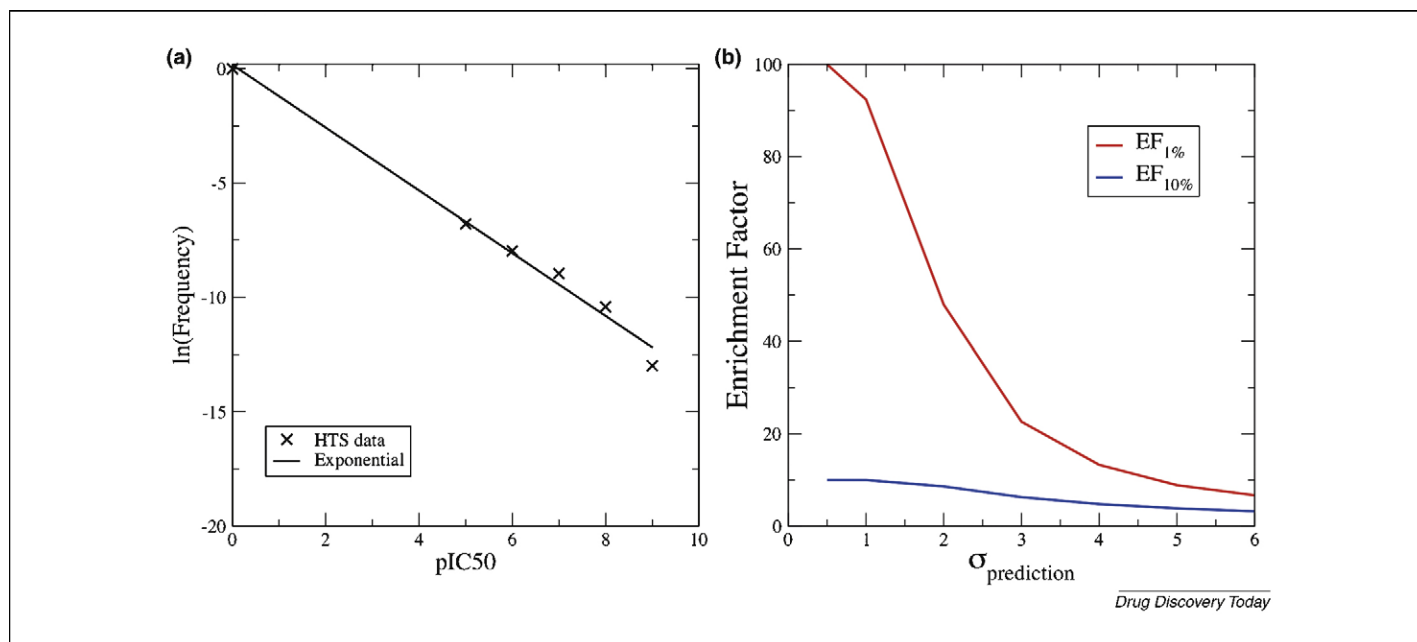 (a)
0
-5
-10
-15
-20
ln(Frequency)
HTS data
Exponential
0 2 4 6 8 10
pIC50
(b)
100
80
60
40
20
0
Enrichment Factor
EF1%
EF10%
0 1 2 3 4 5 6
σprediction
Drug Discovery Today